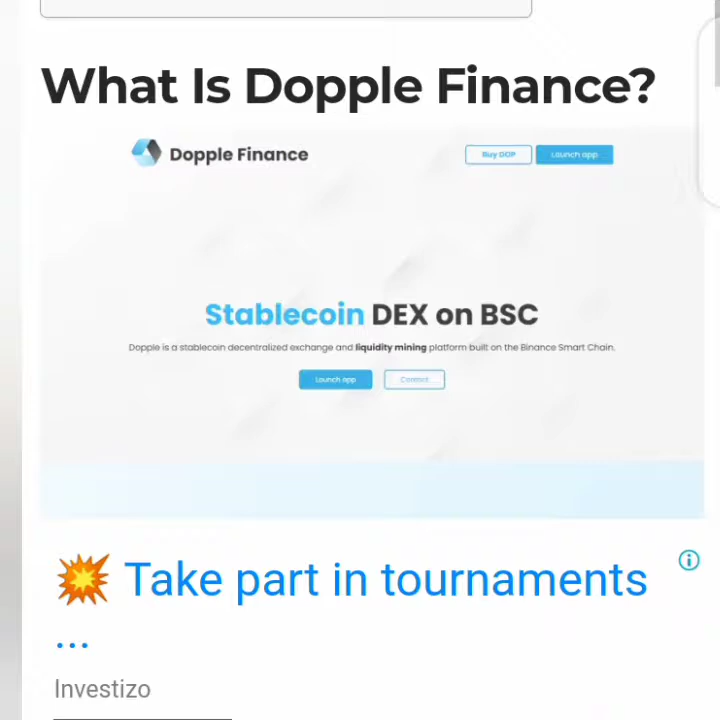 What Is Dopple Finance?
Dopple Finance
Buy DOP
Launch app
Stablecoin DEX on BSC
Dopple is a stablecoin decentralized exchange and liquidity mining platform built on the Binance Smart Chain.
Launch app
Contact
💥 Take part in tournaments
...
Investizo